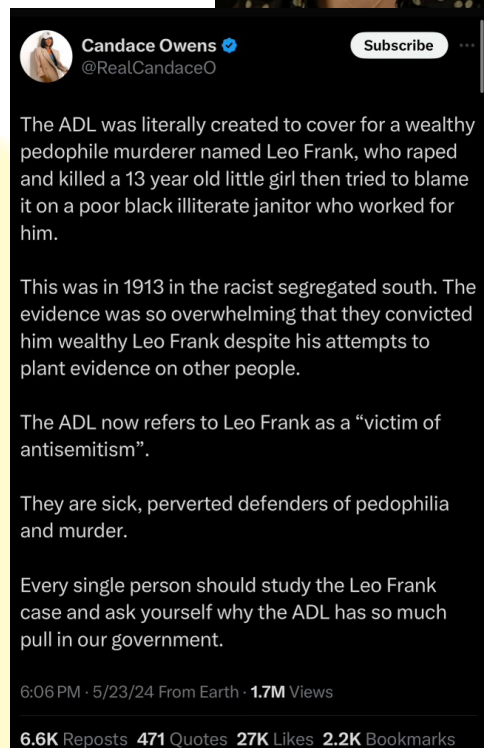 Candace Owens
Subscribe
@RealCandaceO
The ADL was literally created to cover for a wealthy
pedophile murderer named Leo Frank, who raped
and killed a 13 year old little girl then tried to blame
it on a poor black illiterate janitor who worked for
him.
This was in 1913 in the racist segregated south. The
evidence was so overwhelming that they convicted
him wealthy Leo Frank despite his attempts to
plant evidence on other people.
The ADL now refers to Leo Frank as a “victim of
antisemitism”.
They are sick, perverted defenders of pedophilia
and murder.
Every single person should study the Leo Frank
case and ask yourself why the ADL has so much
pull in our government.
6:06 PM · 5/23/24 From Earth · 1.7M Views
6.6K Reposts 471 Quotes 27K Likes 2.2K Bookmarks